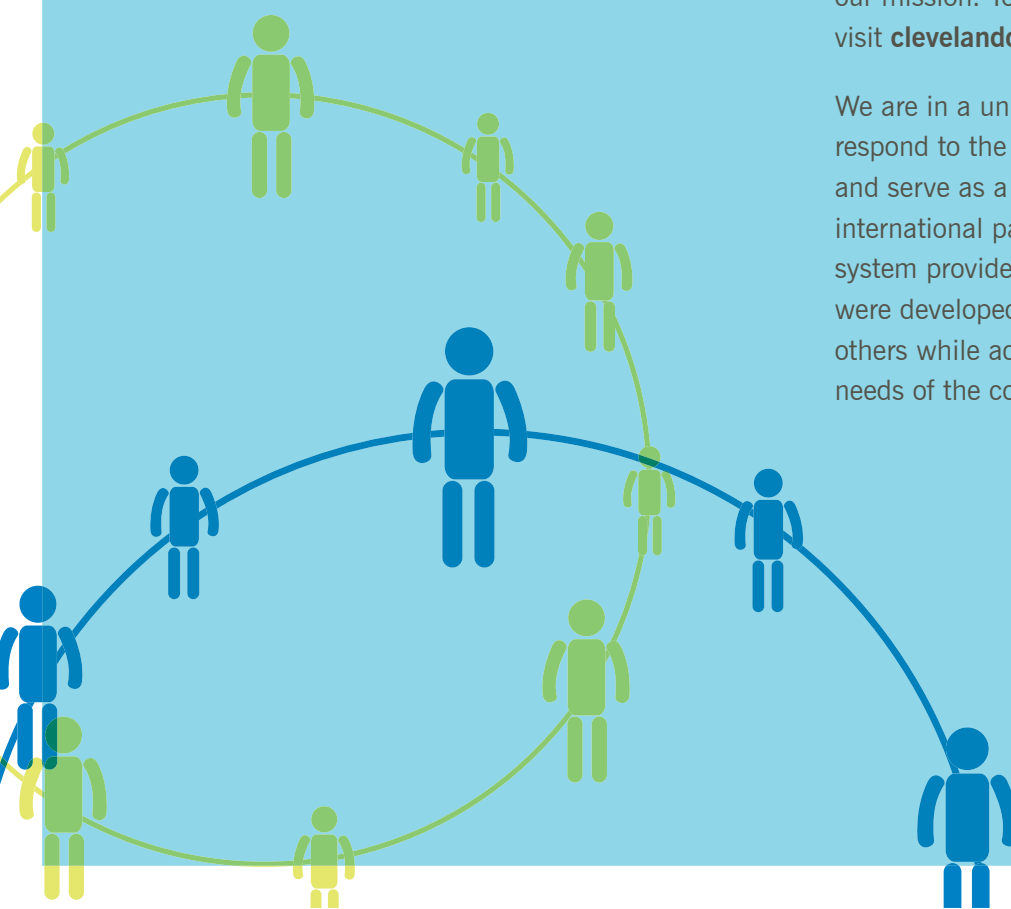 our mission. To
visit clevelandc
We are in a un
respond to the
and serve as a
international pa
system provide
were developed
others while ad
needs of the co